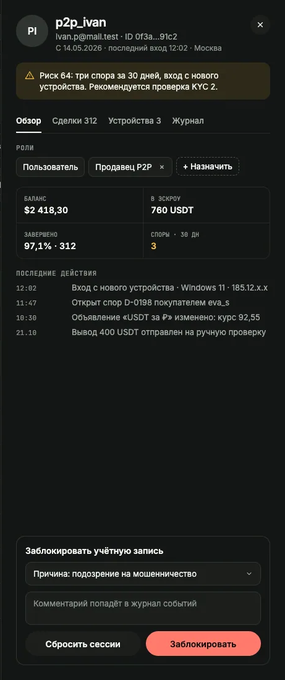 PI
p2p_ivan
ivan.p@mail.test · ID 0f3a…91c2
С 14.05.2026 · последний вход 12:02 · Москва
×
Риск 64: три спора за 30 дней, вход с нового
устройства. Рекомендуется проверка KYC 2.
Обзор Сделки 312 Устройства 3 Журнал
РОЛИ
Пользователь Продавец P2P × + Назначить
БАЛАНС В ЭСКРОУ
$2 418,30 760 USDT
ЗАВЕРШЕНО СПОРЫ · 30 ДН
97,1% · 312 3
ПОСЛЕДНИЕ ДЕЙСТВИЯ
12:02 Вход с нового устройства · Windows 11 · 185.12.x.x
11:47 Открыт спор D-0198 покупателем eva_s
10:30 Объявление «USDT за ₽» изменено: курс 92,55
21.10 Вывод 400 USDT отправлен на ручную проверку
Заблокировать учётную запись
Причина: подозрение на мошенничество
Комментарий попадёт в журнал событий
Сбросить сессии Заблокировать